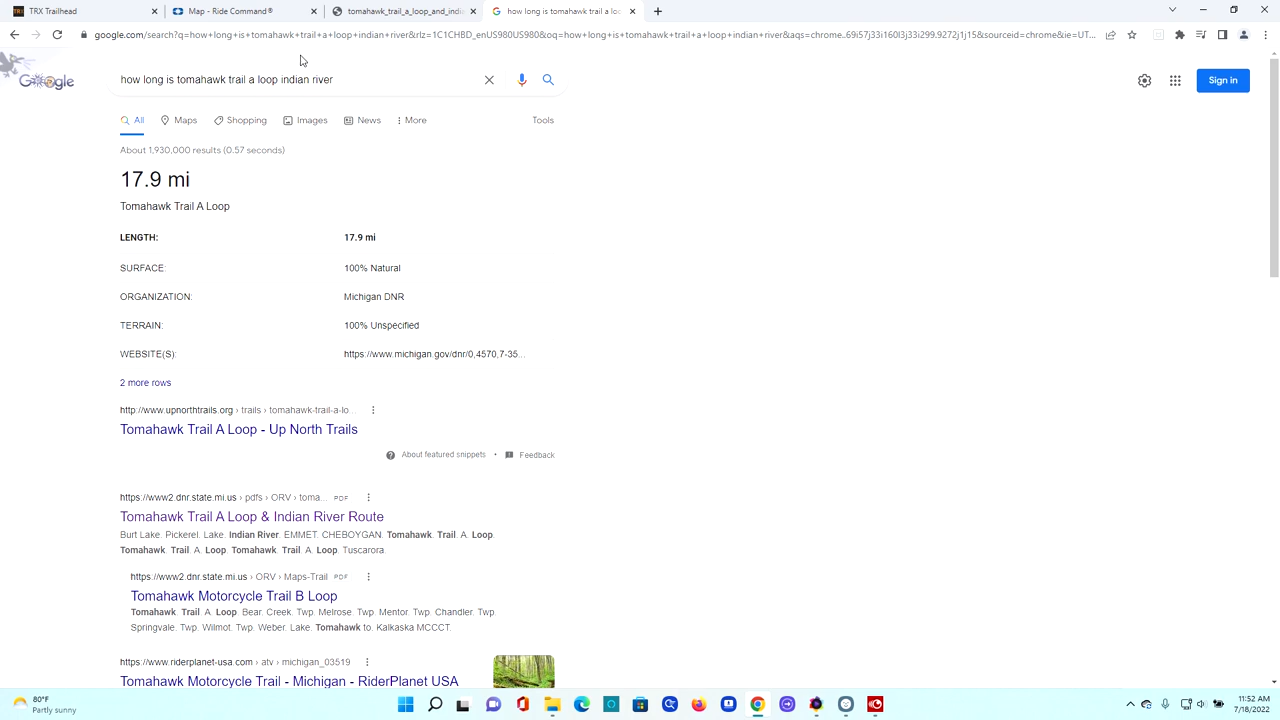 TRX Trailhead
Map - Ride Command®
tomahawk_trail_a_loop_and_indi
how long is tomahawk trail a lo
google.com/search?q=how+long+is+tomahawk+trail+a+loop+indian+river&rlz=1C1CHBD_enUS980US980&oq=how+long+is+tomahawk+trail+a+loop+indian+river&aqs=chrome..69i57j33i160l3j33i299.9272j1j15&sourceid=chrome&ie=UT...
Google
how long is tomahawk trail a loop indian river
Sign in
All
Maps
Shopping
Images
News
More
Tools
About 1,930,000 results (0.57 seconds)
17.9 mi
Tomahawk Trail A Loop
LENGTH: 17.9 mi
SURFACE: 100% Natural
ORGANIZATION: Michigan DNR
TERRAIN: 100% Unspecified
WEBSITE(S): https://www.michigan.gov/dnr/0,4570,7-35...
2 more rows
http://www.upnorthtrails.org › trails › tomahawk-trail-a-lo...
Tomahawk Trail A Loop - Up North Trails
About featured snippets • Feedback
https://www2.dnr.state.mi.us › pdfs › ORV › toma... PDF
Tomahawk Trail A Loop & Indian River Route
Burt Lake. Pickerel. Lake. Indian River. EMMET. CHEBOYGAN. Tomahawk. Trail. A. Loop.
Tomahawk. Trail. A. Loop. Tomahawk. Trail. A. Loop. Tuscarora.
https://www2.dnr.state.mi.us › ORV › Maps-Trail PDF
Tomahawk Motorcycle Trail B Loop
Tomahawk. Trail. A. Loop. Bear. Creek. Twp. Melrose. Twp. Mentor. Twp. Chandler. Twp.
Springvale. Twp. Wilmot. Twp. Weber. Lake. Tomahawk to. Kalkaska MCCCT.
https://www.riderplanet-usa.com › atv › michigan_03519
Tomahawk Motorcycle Trail - Michigan - RiderPlanet USA
80°F
Partly sunny
11:52 AM
7/18/2022